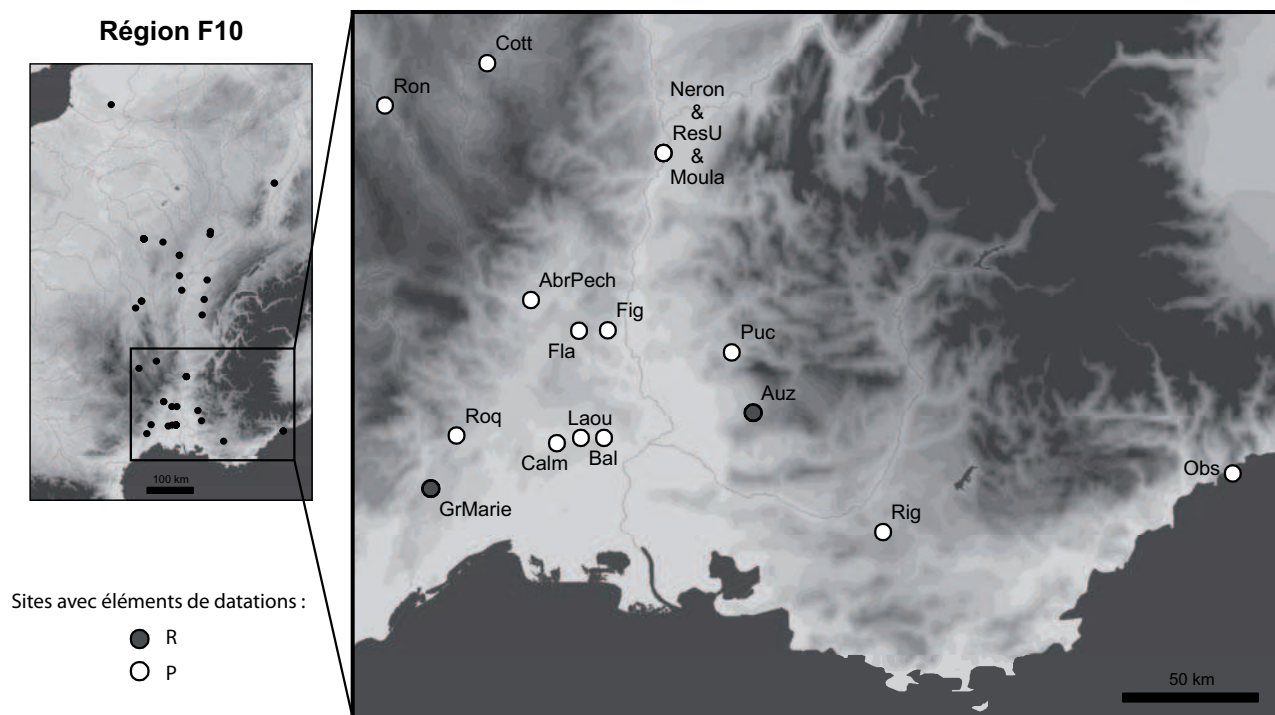 Région F10
100 km
Sites avec éléments de datations :
R
P
Cott
Ron
Neron
&
ResU
&
Moula
AbrPech
Fig
Fla
Puc
Auz
Roq
Laou
Calm
Bal
GrMarie
Obs
Rig
50 km